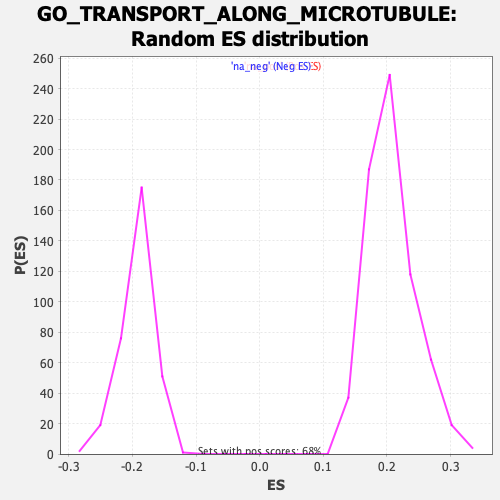 GO_TRANSPORT_ALONG_MICROTUBULE:
Random ES distribution
'na_neg' (Neg ES) ES)
260
240
220
200
180
160
140
120
100
80
60
40
20
0
P(ES)
Sets with pos scores: 68%
-0.3 -0.2 -0.1 0.0 0.1 0.2 0.3
ES